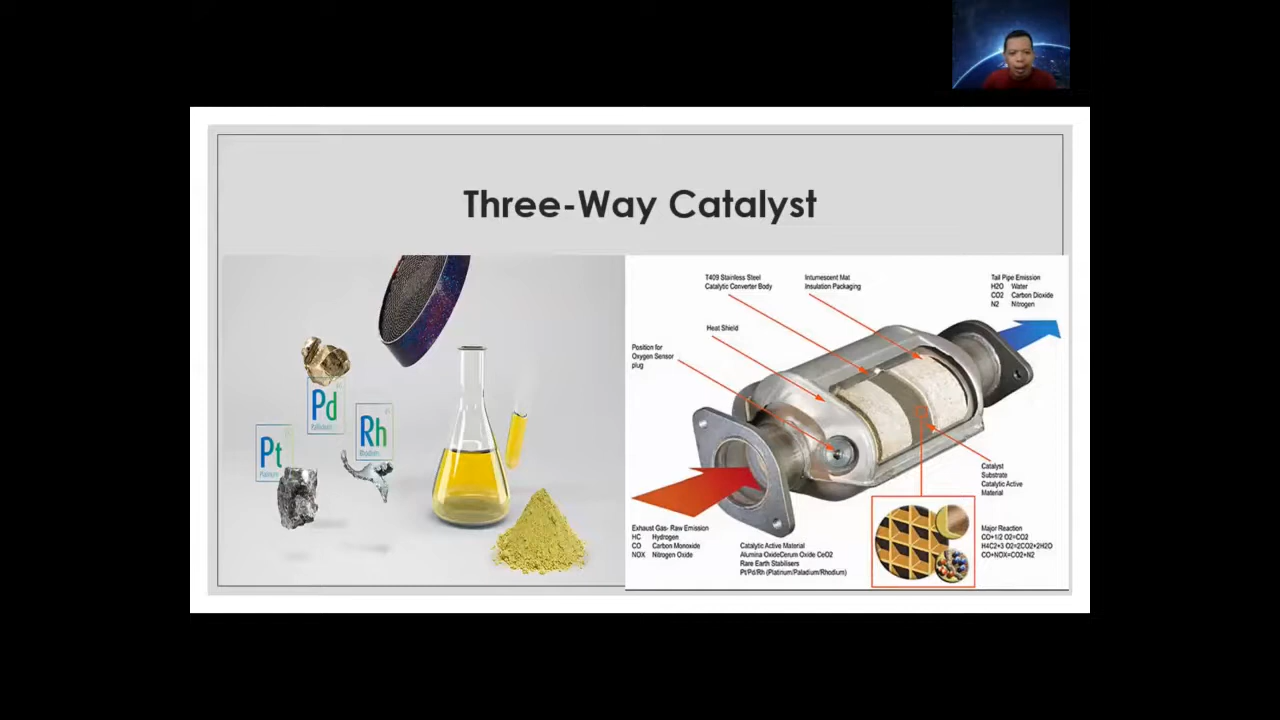 Three-Way Catalyst
Pd
Palladium
Rh
Rhodium
Pt
Platinum
T409 Stainless Steel
Catalytic Converter Body
Intumescent Mat
Insulation Packaging
Tail Pipe Emission
H2O Water
CO2 Carbon Dioxide
N2 Nitrogen
Heat Shield
Position for
Oxygen Sensor
plug
Catalyst
Substrate
Catalytic Active
Material
Exhaust Gas- Raw Emission
HC Hydrogen
CO Carbon Monoxide
NOX Nitrogen Oxide
Catalytic Active Material
Alumina OxideCerum Oxide CeO2
Rare Earth Stabilisers
Pt/Pd/Rh (Platinum/Paladium/Rhodium)
Major Reaction
CO+1/2 O2=CO2
H4C2+3 O2=2CO2+2H2O
CO+NOX=CO2+N2